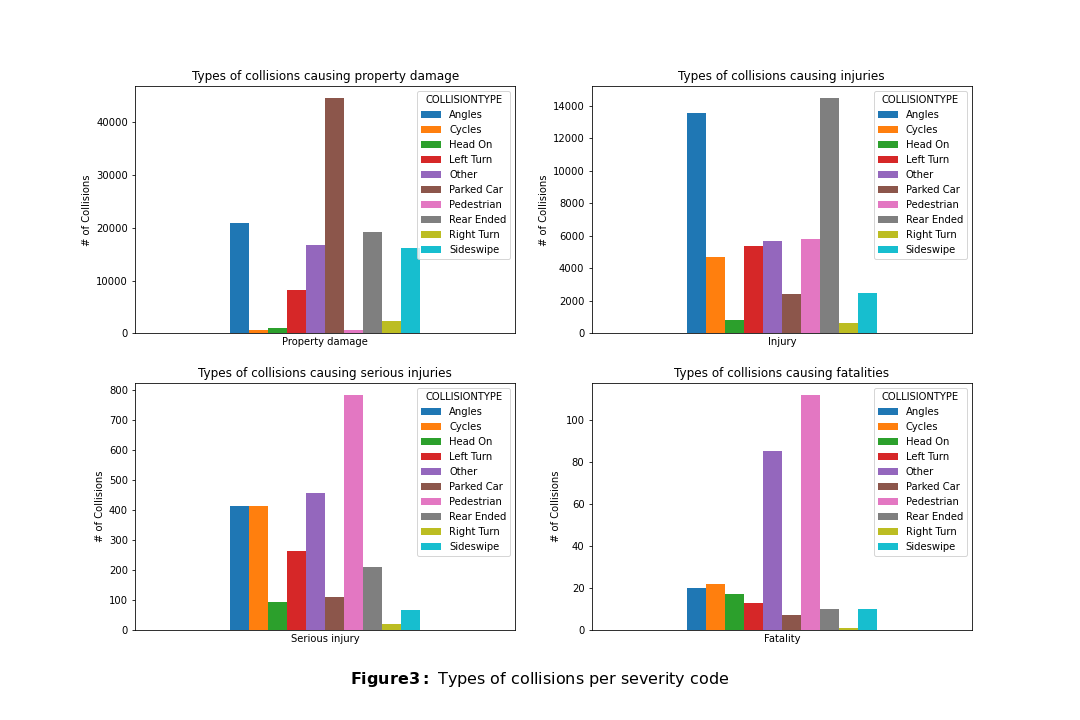 Types of collisions causing property damage
# of Collisions
40000
30000
20000
10000
0
COLLISIONTYPE
Angles
Cycles
Head On
Left Turn
Other
Parked Car
Pedestrian
Rear Ended
Right Turn
Sideswipe
Property damage
Types of collisions causing injuries
# of Collisions
14000
12000
10000
8000
6000
4000
2000
0
COLLISIONTYPE
Angles
Cycles
Head On
Left Turn
Other
Parked Car
Pedestrian
Rear Ended
Right Turn
Sideswipe
Injury
Types of collisions causing serious injuries
# of Collisions
800
700
600
500
400
300
200
100
0
COLLISIONTYPE
Angles
Cycles
Head On
Left Turn
Other
Parked Car
Pedestrian
Rear Ended
Right Turn
Sideswipe
Serious injury
Types of collisions causing fatalities
# of Collisions
100
80
60
40
20
0
COLLISIONTYPE
Angles
Cycles
Head On
Left Turn
Other
Parked Car
Pedestrian
Rear Ended
Right Turn
Sideswipe
Fatality
Figure3: Types of collisions per severity code